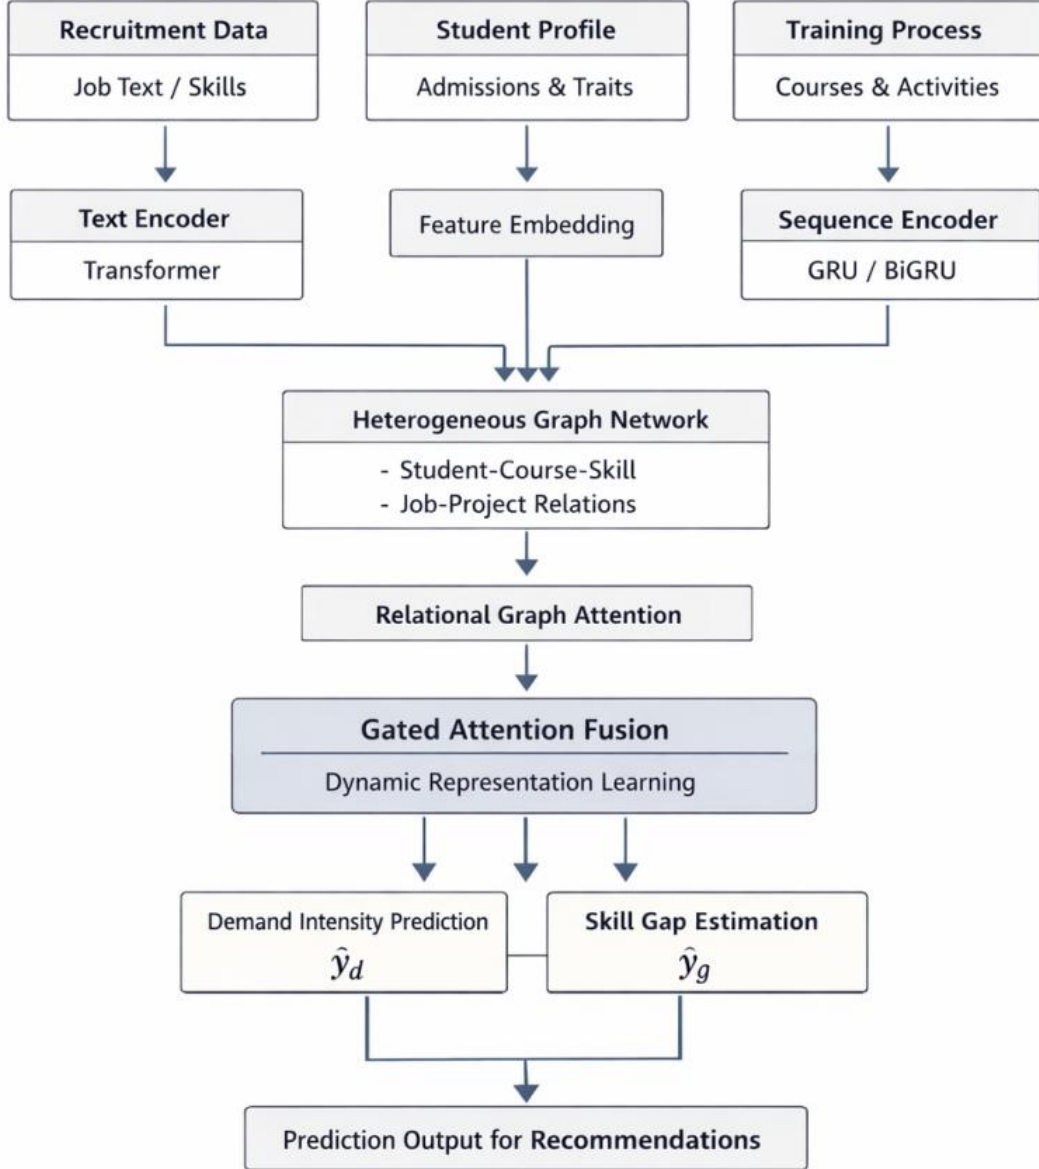 Recruitment Data
Job Text / Skills
Student Profile
Admissions & Traits
Training Process
Courses & Activities
Text Encoder
Transformer
Feature Embedding
Sequence Encoder
GRU / BiGRU
Heterogeneous Graph Network
- Student-Course-Skill
- Job-Project Relations
Relational Graph Attention
Gated Attention Fusion
Dynamic Representation Learning
Demand Intensity Prediction
ŷ_d
Skill Gap Estimation
ŷ_g
Prediction Output for Recommendations